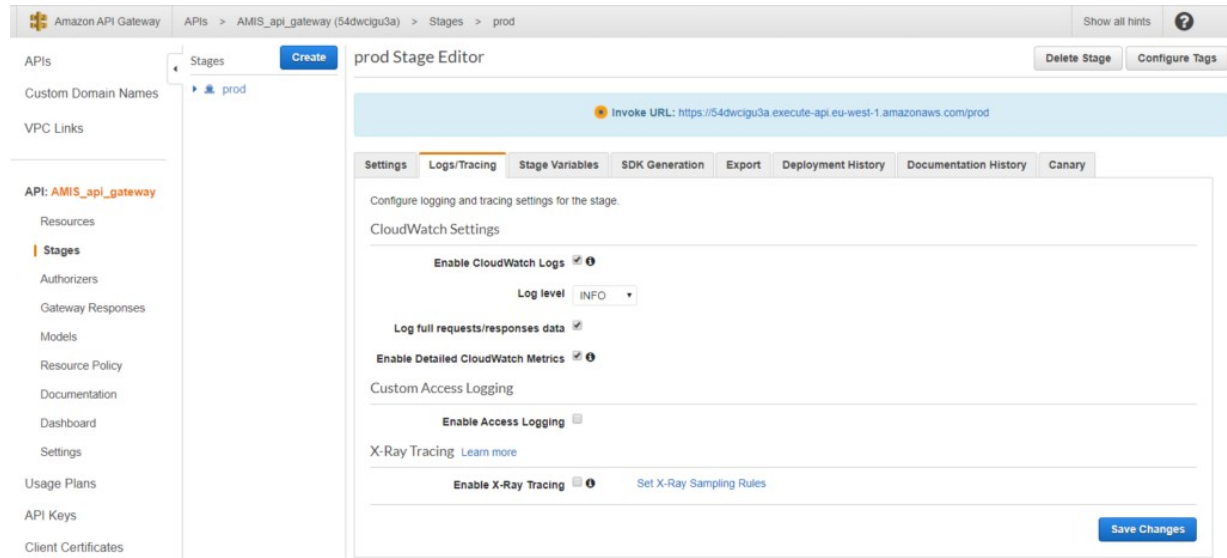 Amazon API Gateway APIs > AMIS_api_gateway (54dwcigu3a) > Stages > prod Show all hints ?
APIs
Custom Domain Names
VPC Links
API: AMIS_api_gateway
Resources
Stages
Authorizers
Gateway Responses
Models
Resource Policy
Documentation
Dashboard
Settings
Usage Plans
API Keys
Client Certificates
Stages Create
prod
prod Stage Editor Delete Stage Configure Tags
Invoke URL: https://54dwcigu3a.execute-api.eu-west-1.amazonaws.com/prod
Settings Logs/Tracing Stage Variables SDK Generation Export Deployment History Documentation History Canary
Configure logging and tracing settings for the stage.
CloudWatch Settings
Enable CloudWatch Logs
Log level INFO
Log full requests/responses data
Enable Detailed CloudWatch Metrics
Custom Access Logging
Enable Access Logging
X-Ray Tracing Learn more
Enable X-Ray Tracing Set X-Ray Sampling Rules
Save Changes